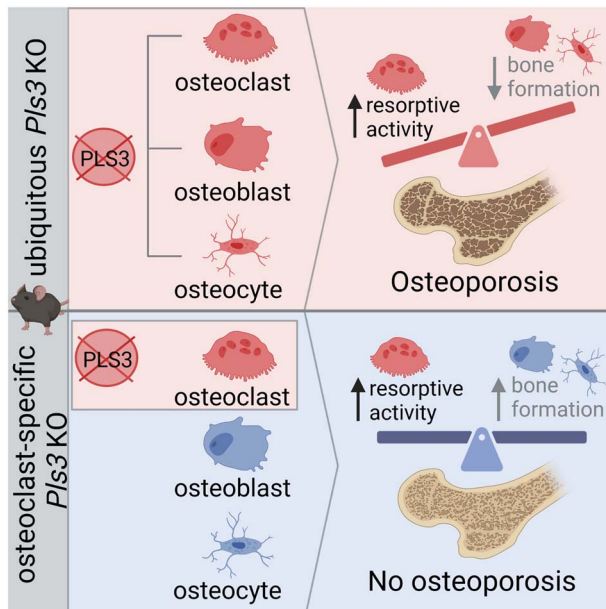 ubiquitous Pls3 KO
PLS3
osteoclast
osteoblast
osteocyte
resorptive
activity
bone
formation
Osteoporosis
osteoclast-specific
Pls3 KO
PLS3
osteoclast
osteoblast
osteocyte
resorptive
activity
bone
formation
No osteoporosis